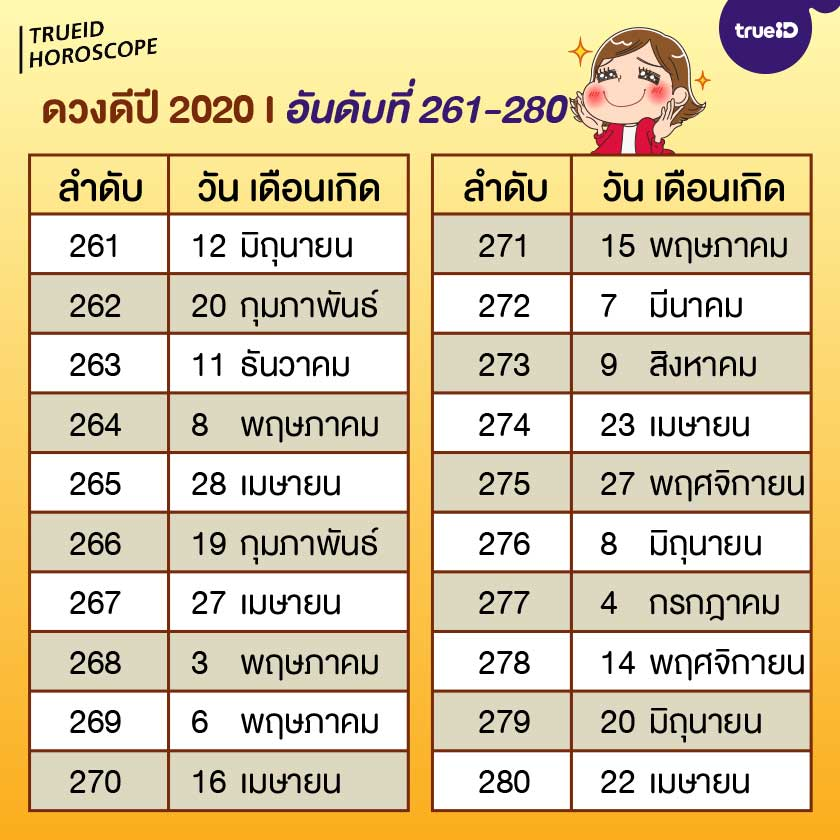 TRUEID
HOROSCOPE
trueiD
ดวงดีปี 2020 | อันดับที่ 261-280
ลำดับ วัน เดือนเกิด
261 12 มิถุนายน
262 20 กุมภาพันธ์
263 11 ธันวาคม
264 8 พฤษภาคม
265 28 เมษายน
266 19 กุมภาพันธ์
267 27 เมษายน
268 3 พฤษภาคม
269 6 พฤษภาคม
270 16 เมษายน
ลำดับ วัน เดือนเกิด
271 15 พฤษภาคม
272 7 มีนาคม
273 9 สิงหาคม
274 23 เมษายน
275 27 พฤศจิกายน
276 8 มิถุนายน
277 4 กรกฎาคม
278 14 พฤศจิกายน
279 20 มิถุนายน
280 22 เมษายน